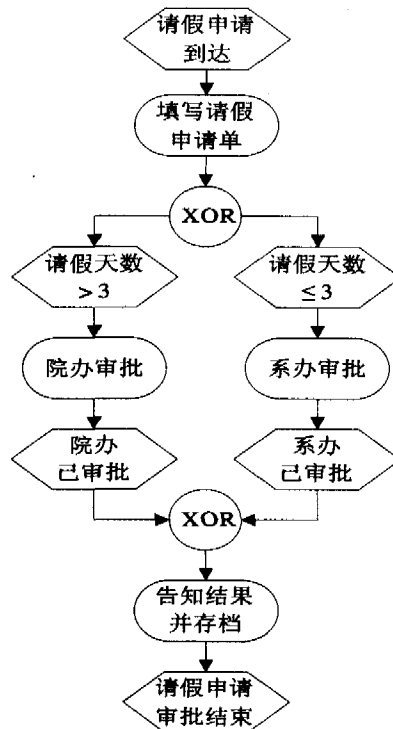 请假申请
到达
填写请假
申请单
XOR
请假天数
>3
请假天数
≤3
院办审批
系办审批
院办
已审批
系办
已审批
XOR
告知结果
并存档
请假申请
审批结束